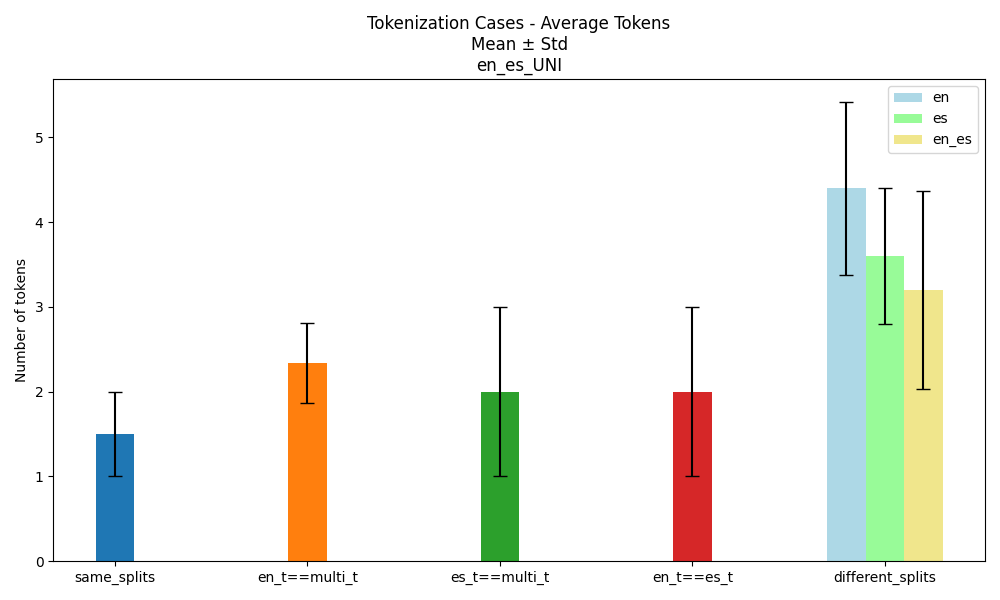 Tokenization Cases - Average Tokens
Mean ± Std
en_es_UNI
en
es
en_es
Number of tokens
5
4
3
2
1
0
same_splits
en_t==multi_t
es_t==multi_t
en_t==es_t
different_splits